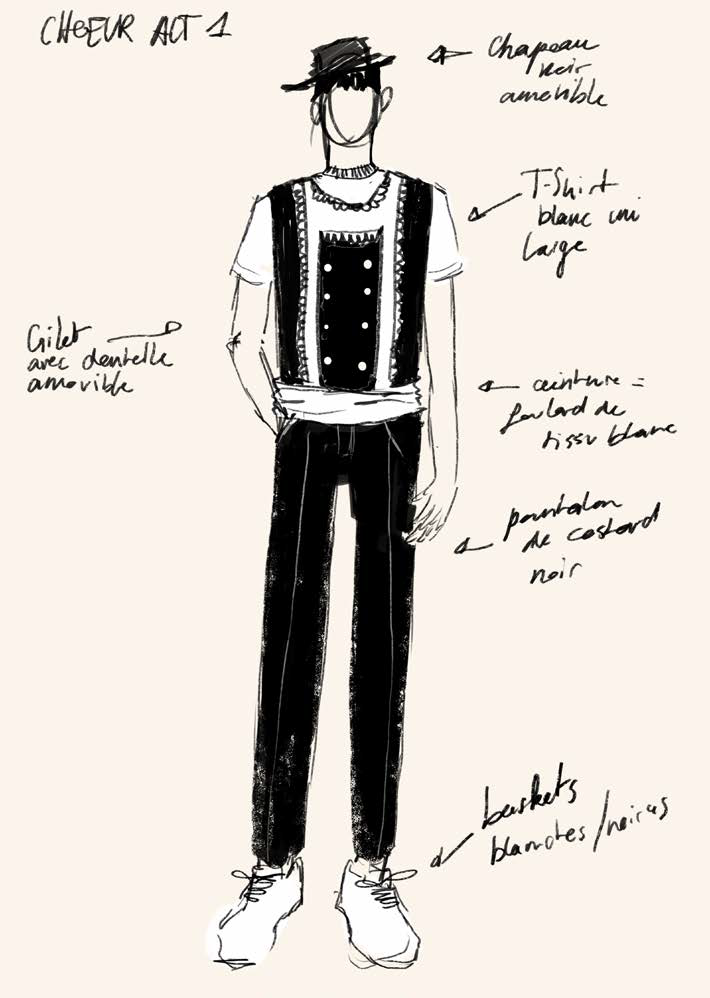 CHŒUR ACT 1
Chapeau
noir
amovible
T-Shirt
blanc uni
large
Gilet
avec dentelle
amovible
ceinture =
foulard de
tissu blanc
pantalon
de costard
noir
baskets
blanches/noires